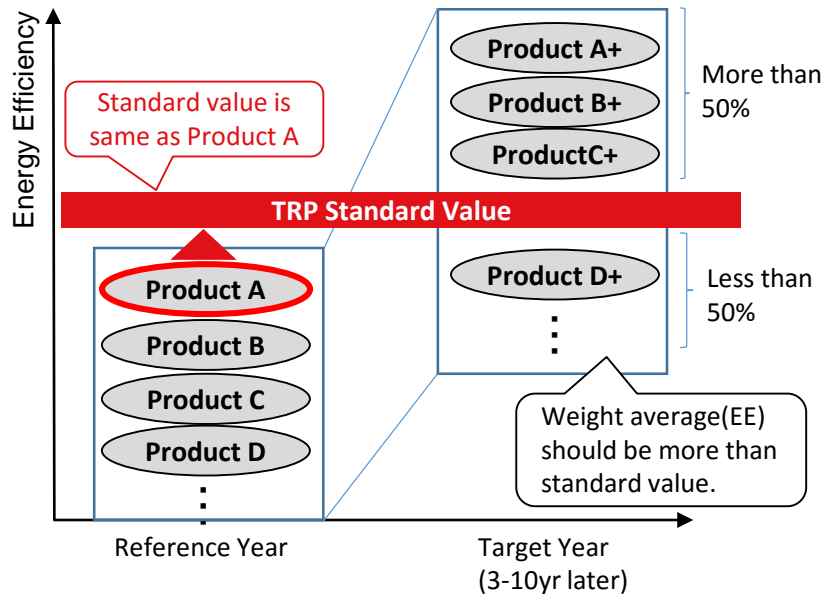 Energy Efficiency
Standard value is
same as Product A
TRP Standard Value
Product A
Product B
Product C
Product D
Reference Year
Product A+
Product B+
ProductC+
Product D+
More than
50%
Less than
50%
Weight average(EE)
should be more than
standard value.
Target Year
(3-10yr later)